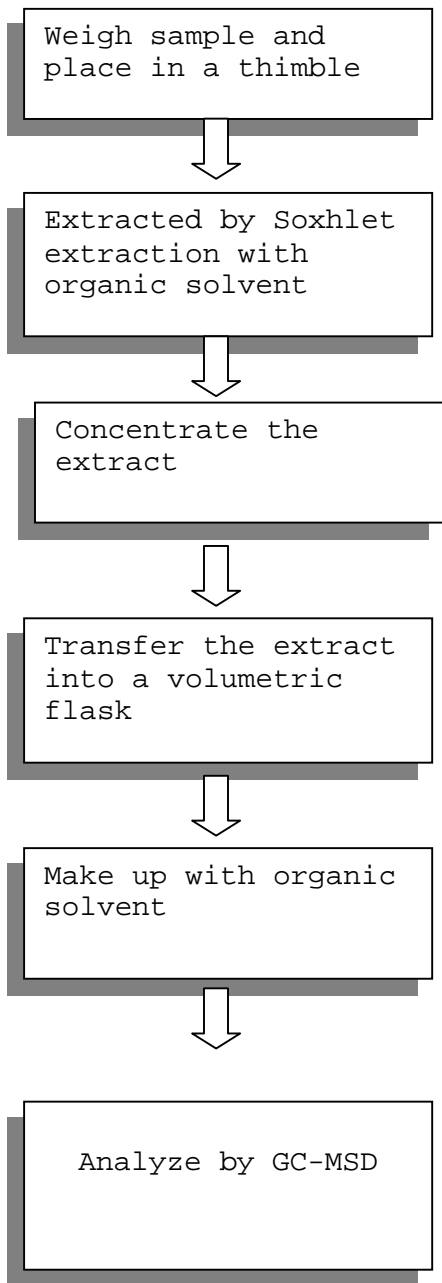 Weigh sample and
place in a thimble
Extracted by Soxhlet
extraction with
organic solvent
Concentrate the
extract
Transfer the extract
into a volumetric
flask
Make up with organic
solvent
Analyze by GC-MSD